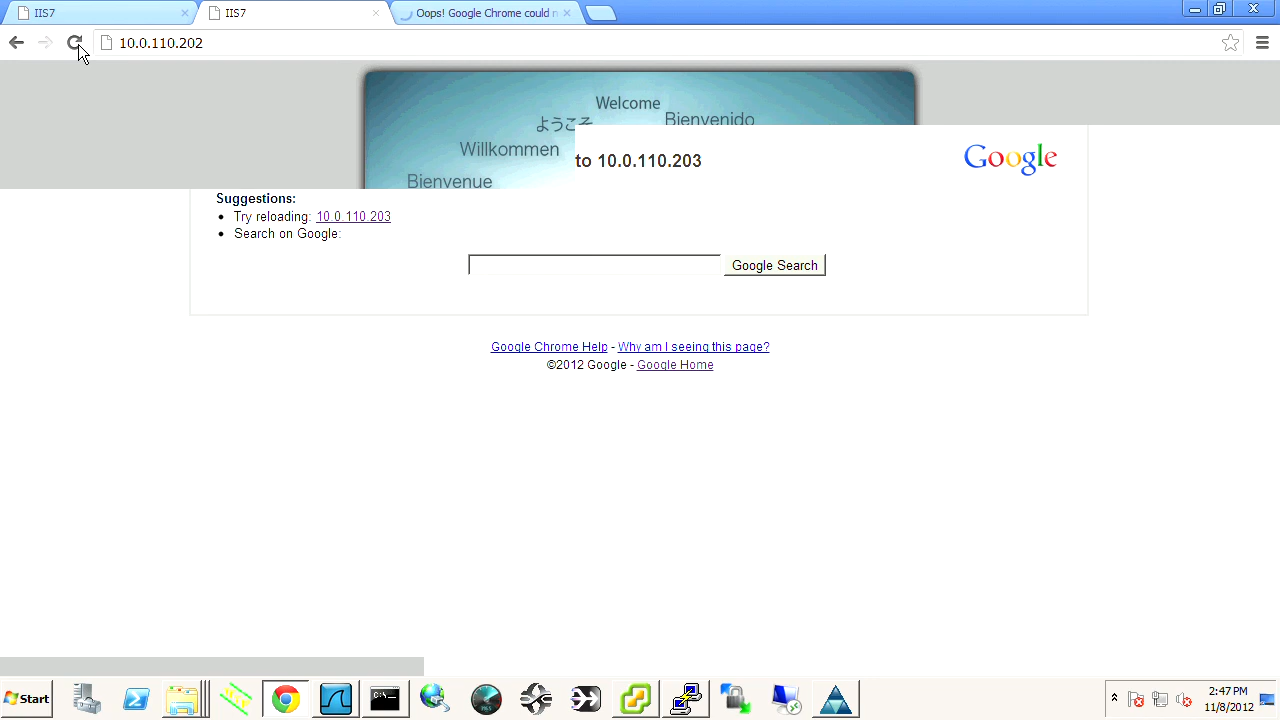 IIS7
IIS7
Oops! Google Chrome could n
10.0.110.202
Welcome
ようこそ
Bienvenido
Willkommen
to 10.0.110.203
Google
Bienvenue
Suggestions:
Try reloading: 10.0.110.203
Search on Google:
Google Search
Google Chrome Help - Why am I seeing this page?
©2012 Google - Google Home
Start
C:\.
2:47 PM
11/8/2012